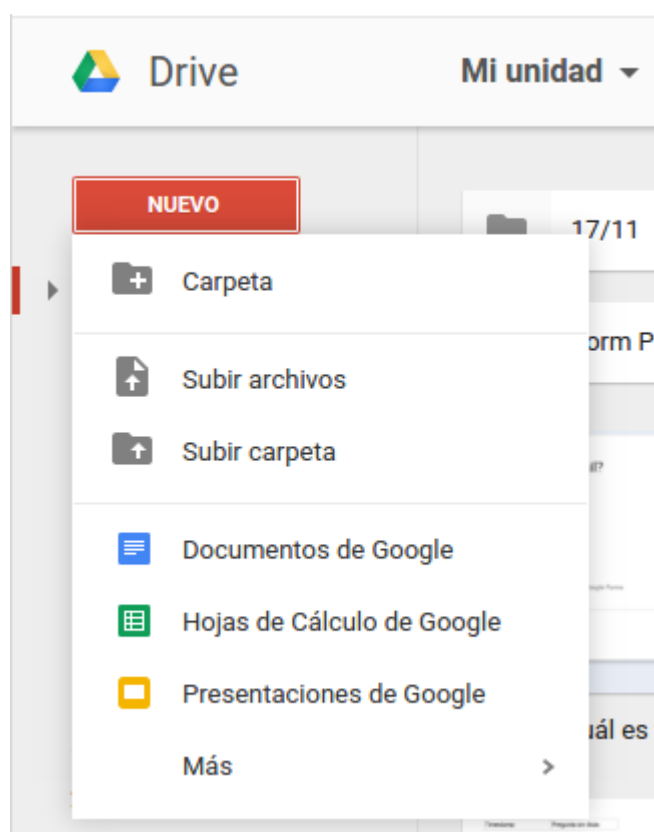 Drive
Mi unidad
NUEVO
17/11
Carpeta
orm P
Subir archivos
Subir carpeta
Documentos de Google
Hojas de Cálculo de Google
Presentaciones de Google
uál es
Más